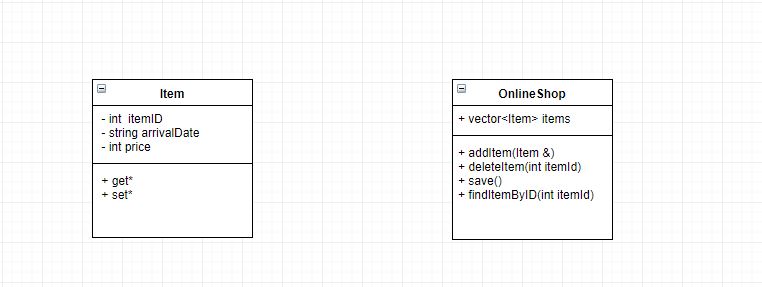 Item
- int itemID
- string arrivalDate
- int price
+ get*
+ set*
OnlineShop
+ vector<Item> items
+ addItem(Item &)
+ deleteItem(int itemId)
+ save()
+ findItemByID(int itemId)